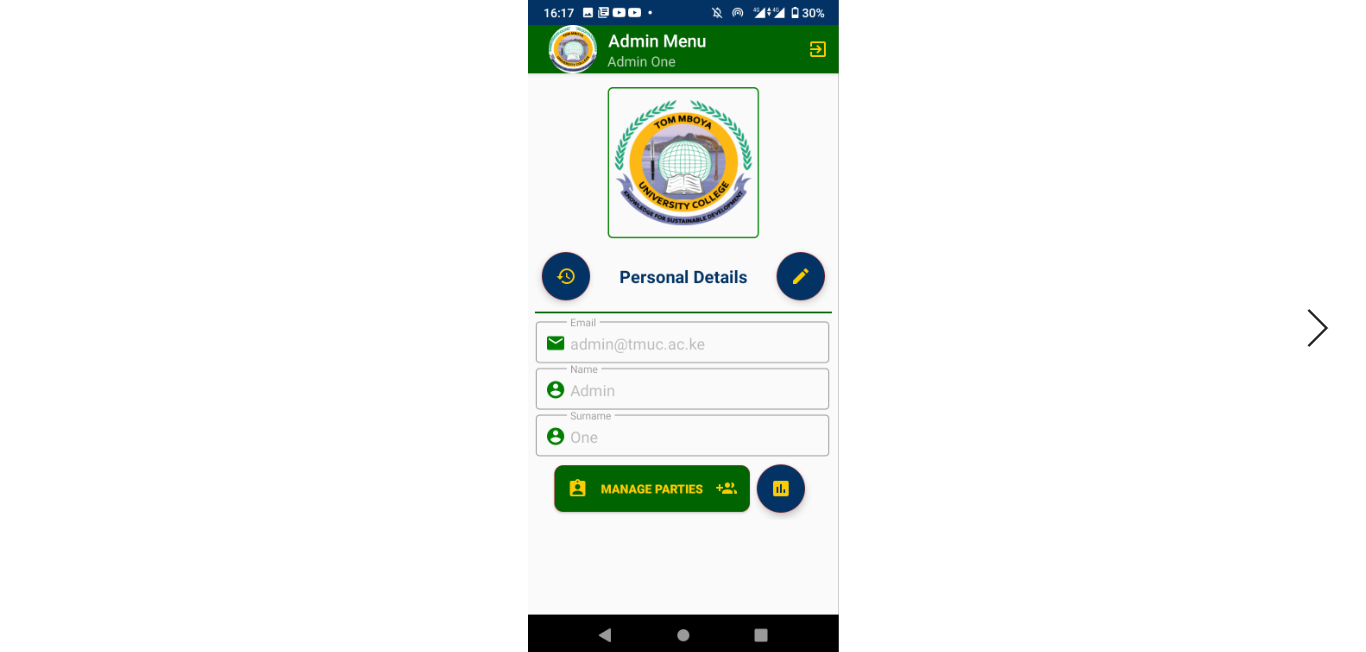 16:17 30%
Admin Menu
Admin One
TOM MBOYA
UNIVERSITY COLLEGE
KNOWLEDGE FOR SUSTAINABLE DEVELOPMENT
Personal Details
Email
admin@tmuc.ac.ke
Name
Admin
Surname
One
MANAGE PARTIES